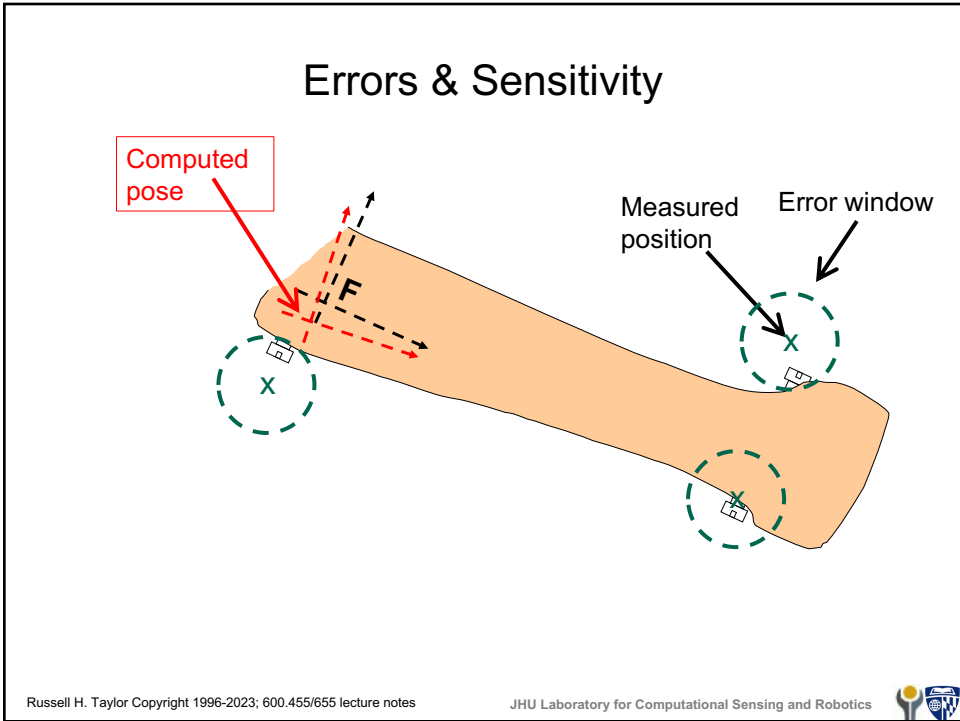 Errors & Sensitivity
Computed
pose
Measured
position
Error window
F
x
x
x
Russell H. Taylor Copyright 1996-2023; 600.455/655 lecture notes
JHU Laboratory for Computational Sensing and Robotics